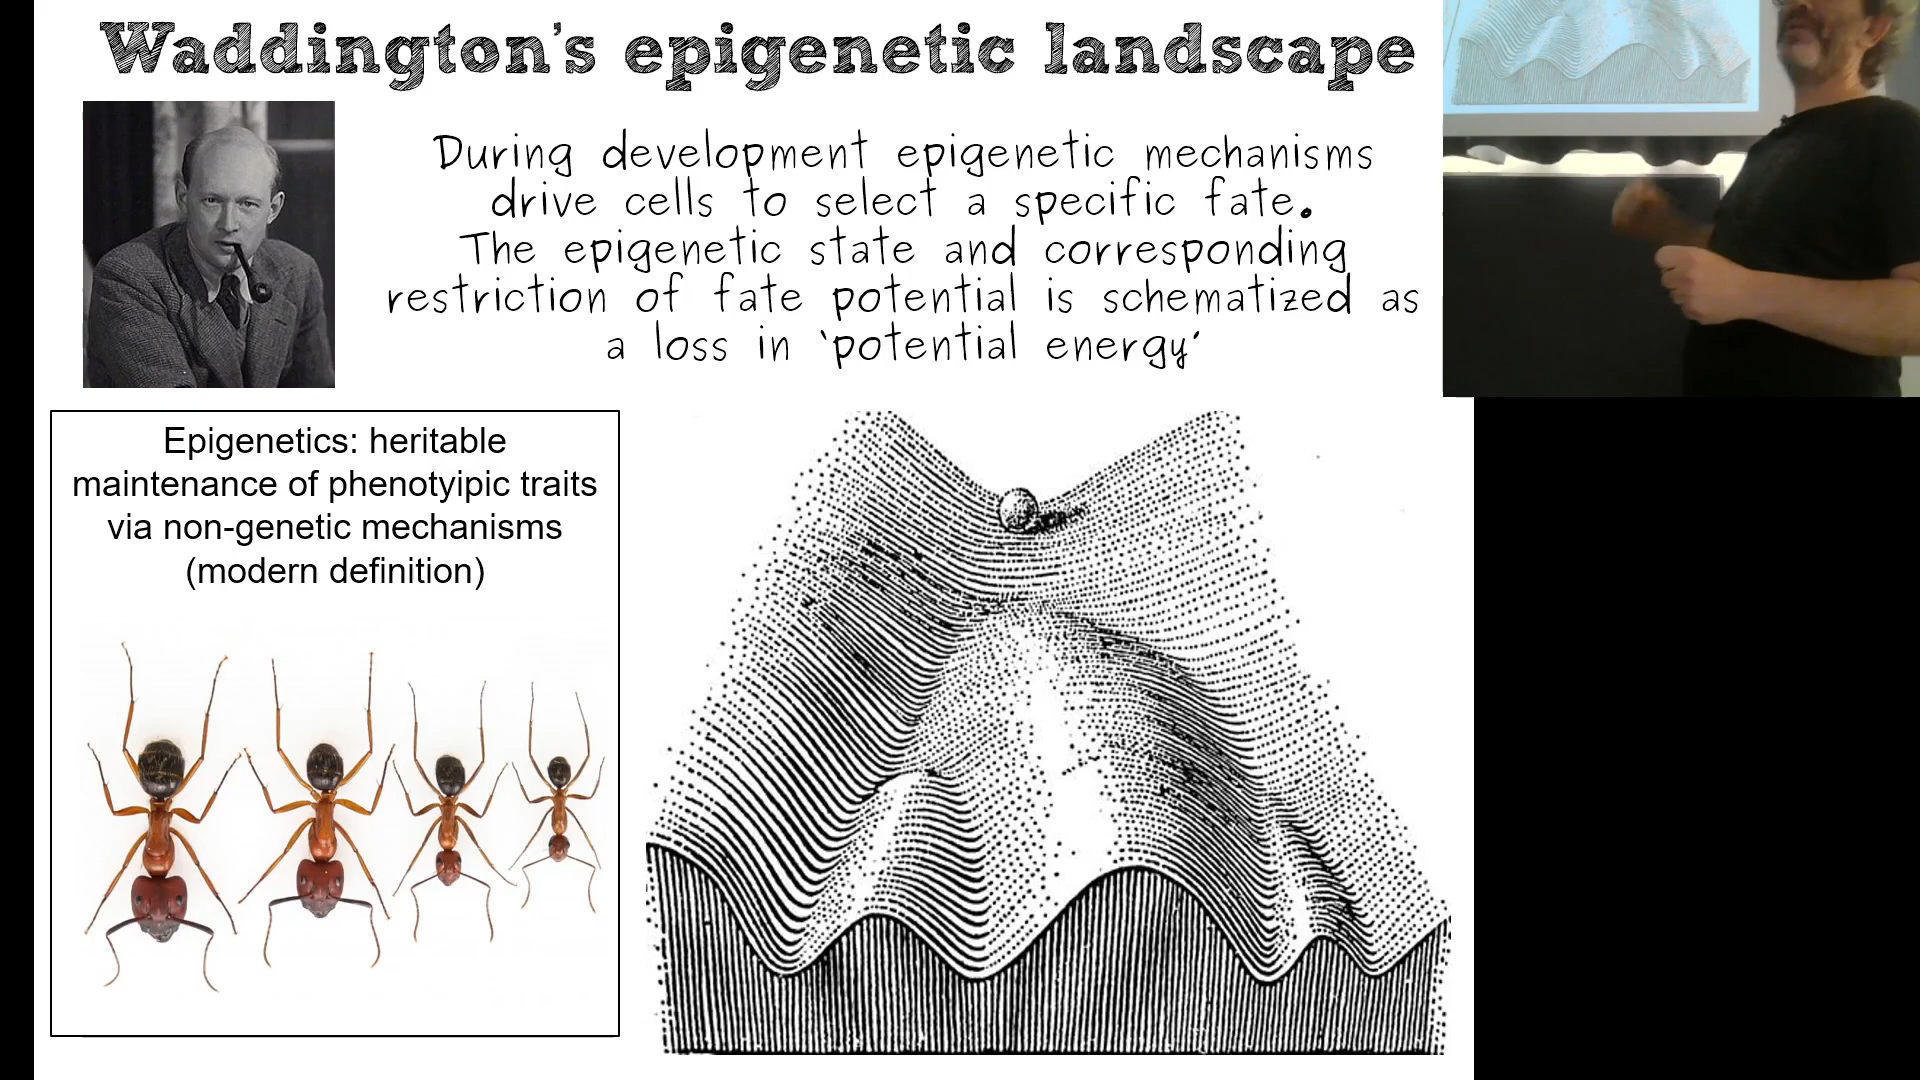 Waddington's epigenetic landscape
During development epigenetic mechanisms
drive cells to select a specific fate.
The epigenetic state and corresponding
restriction of fate potential is schematized as
a loss in 'potential energy'
Epigenetics: heritable
maintenance of phenotyipic traits
via non-genetic mechanisms
(modern definition)